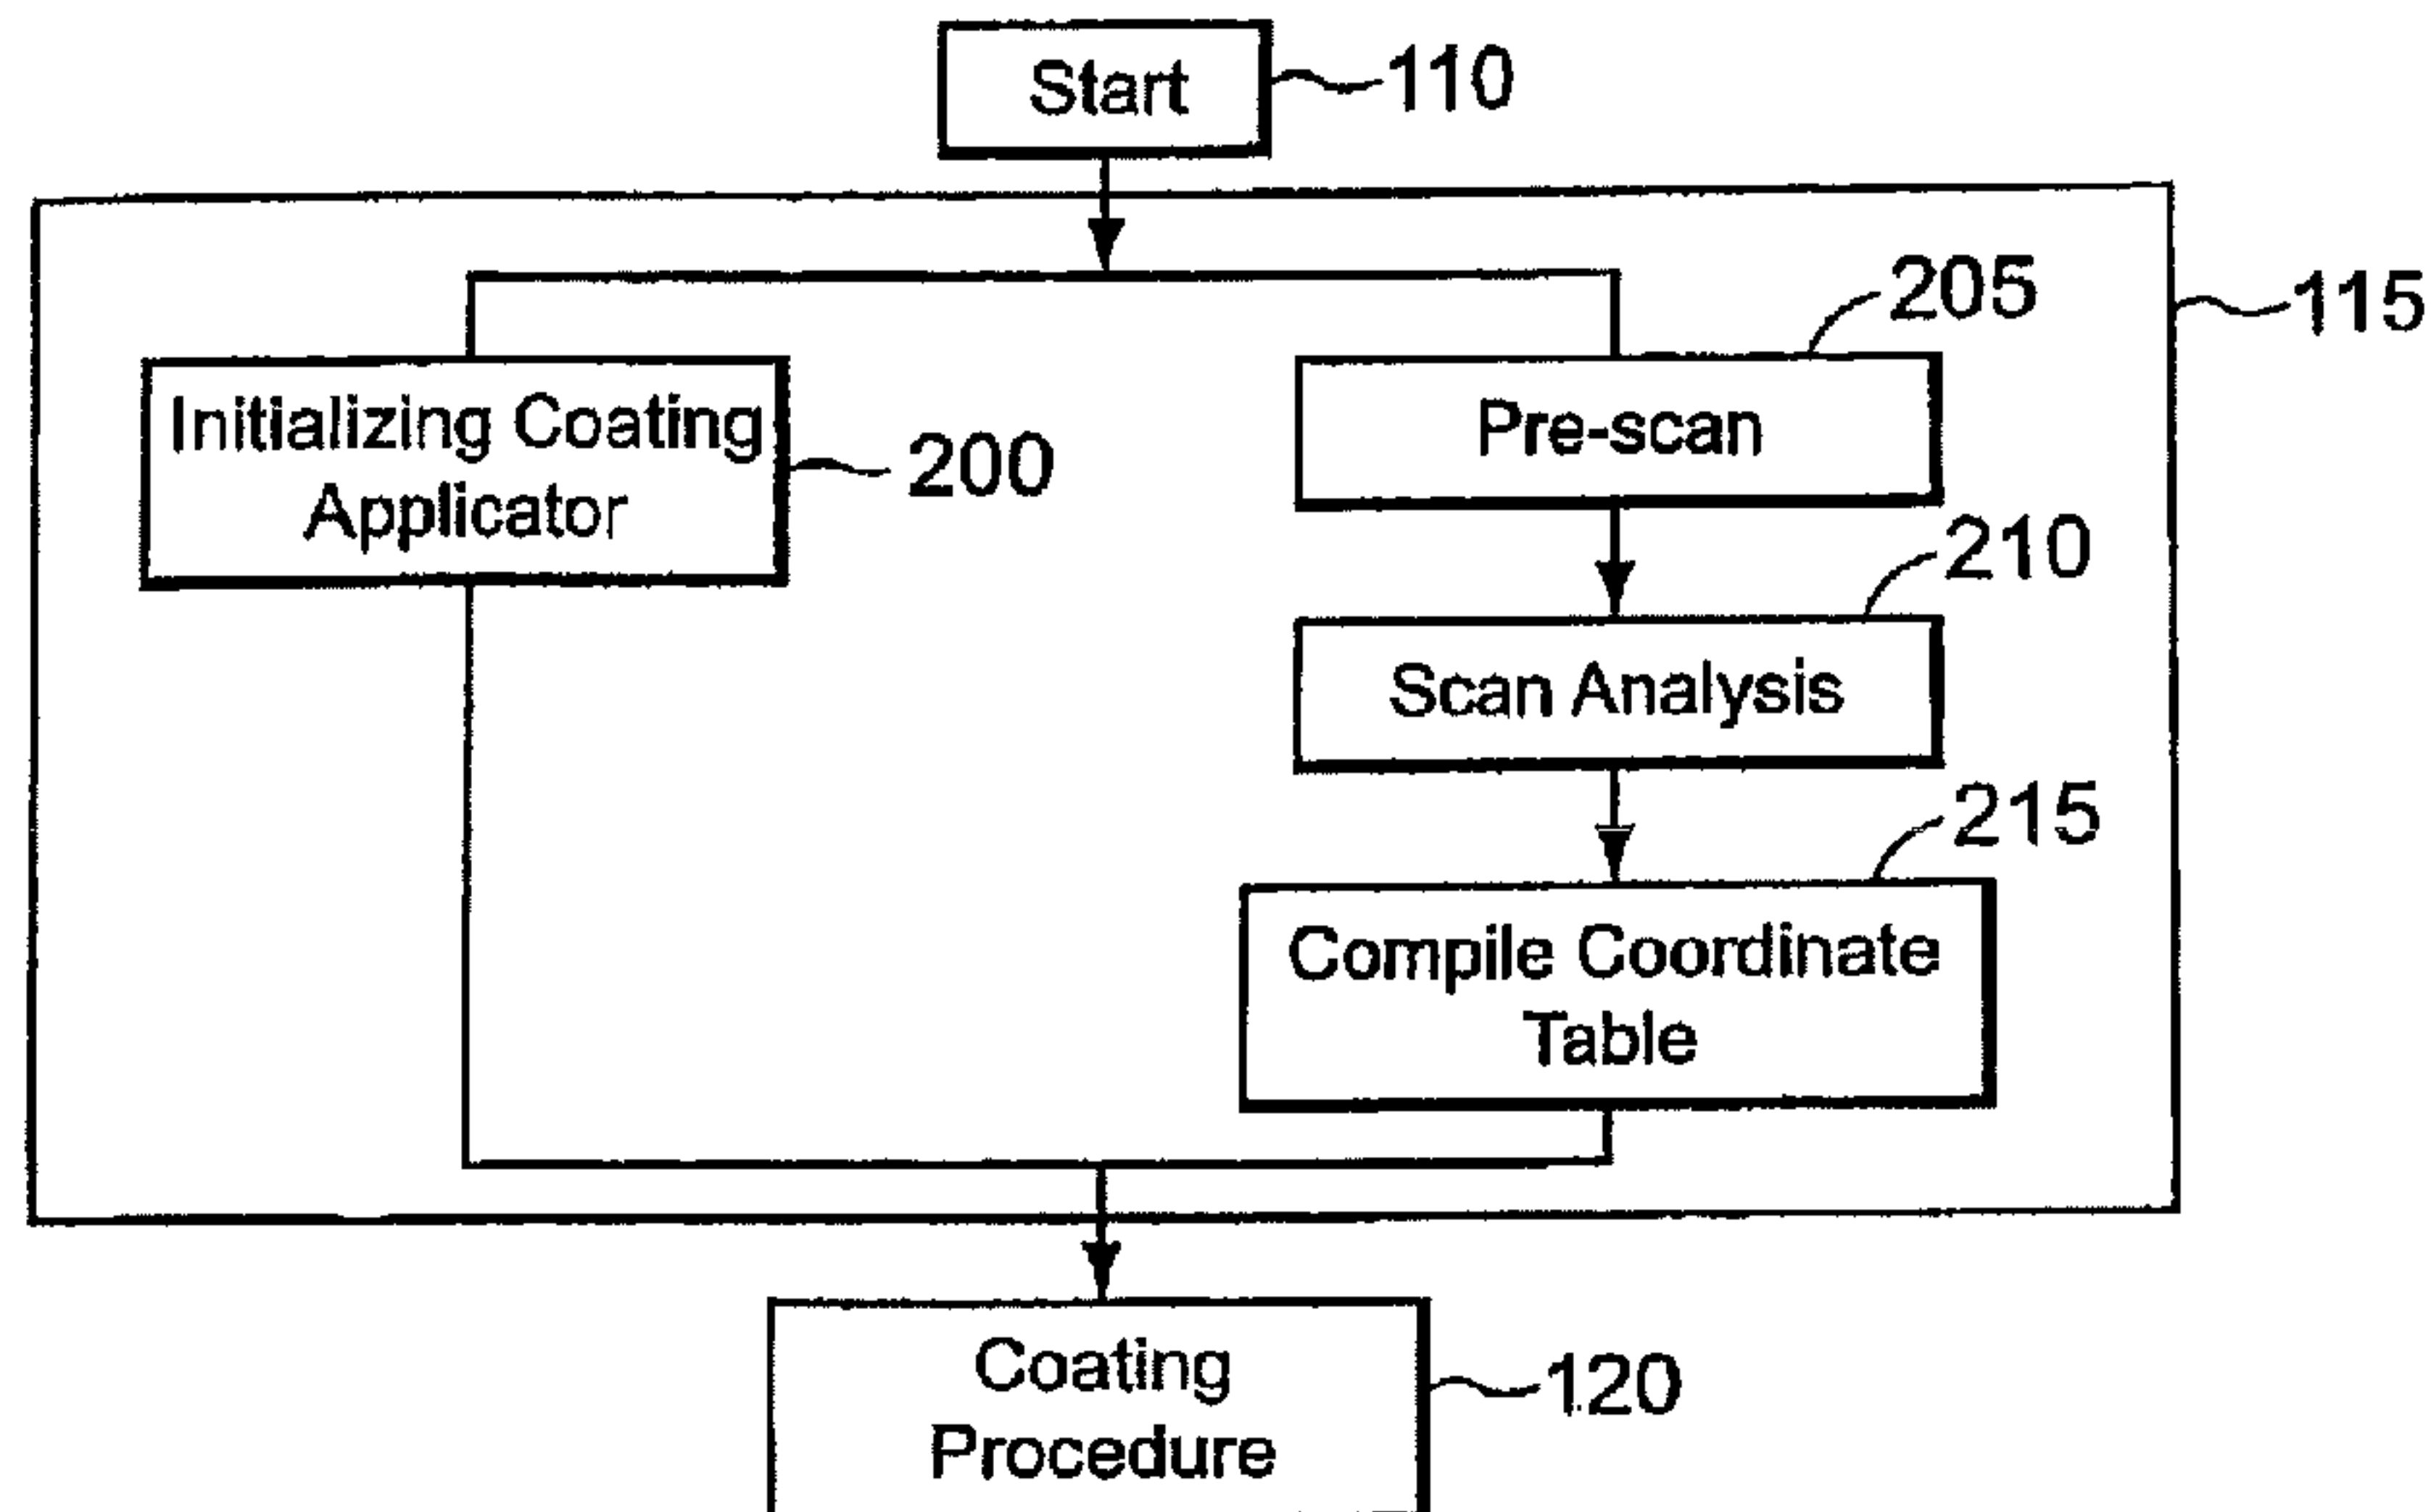 Start
110
205
115
Initializing Coating
Applicator
200
Pre-scan
210
Scan Analysis
215
Compile Coordinate
Table
Coating
Procedure
120